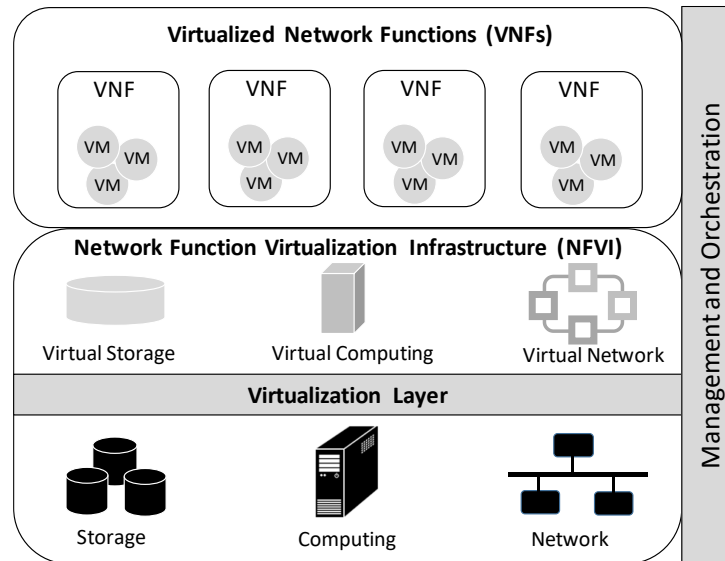 Virtualized Network Functions (VNFs)
VNF
VM
VM
VM
VNF
VM
VM
VM
VNF
VM
VM
VM
VNF
VM
VM
VM
Network Function Virtualization Infrastructure (NFVI)
Virtual Storage
Virtual Computing
Virtual Network
Virtualization Layer
Storage
Computing
Network
Management and Orchestration